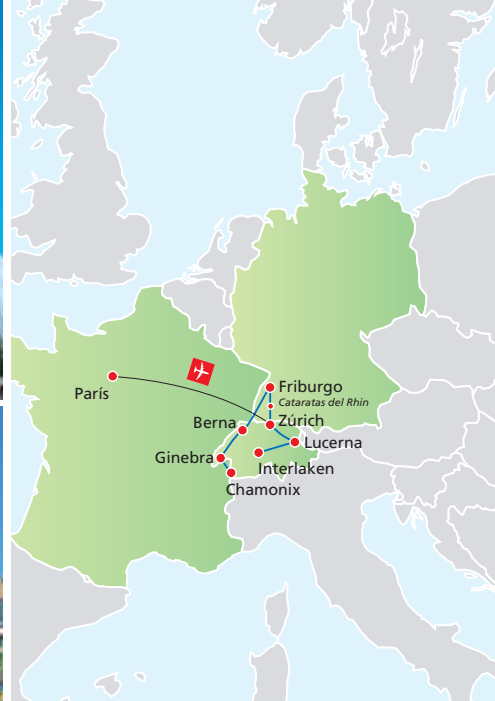 París
Friburgo
Cataratas del Rhin
Zúrich
Berna
Lucerna
Ginebra
Interlaken
Chamonix